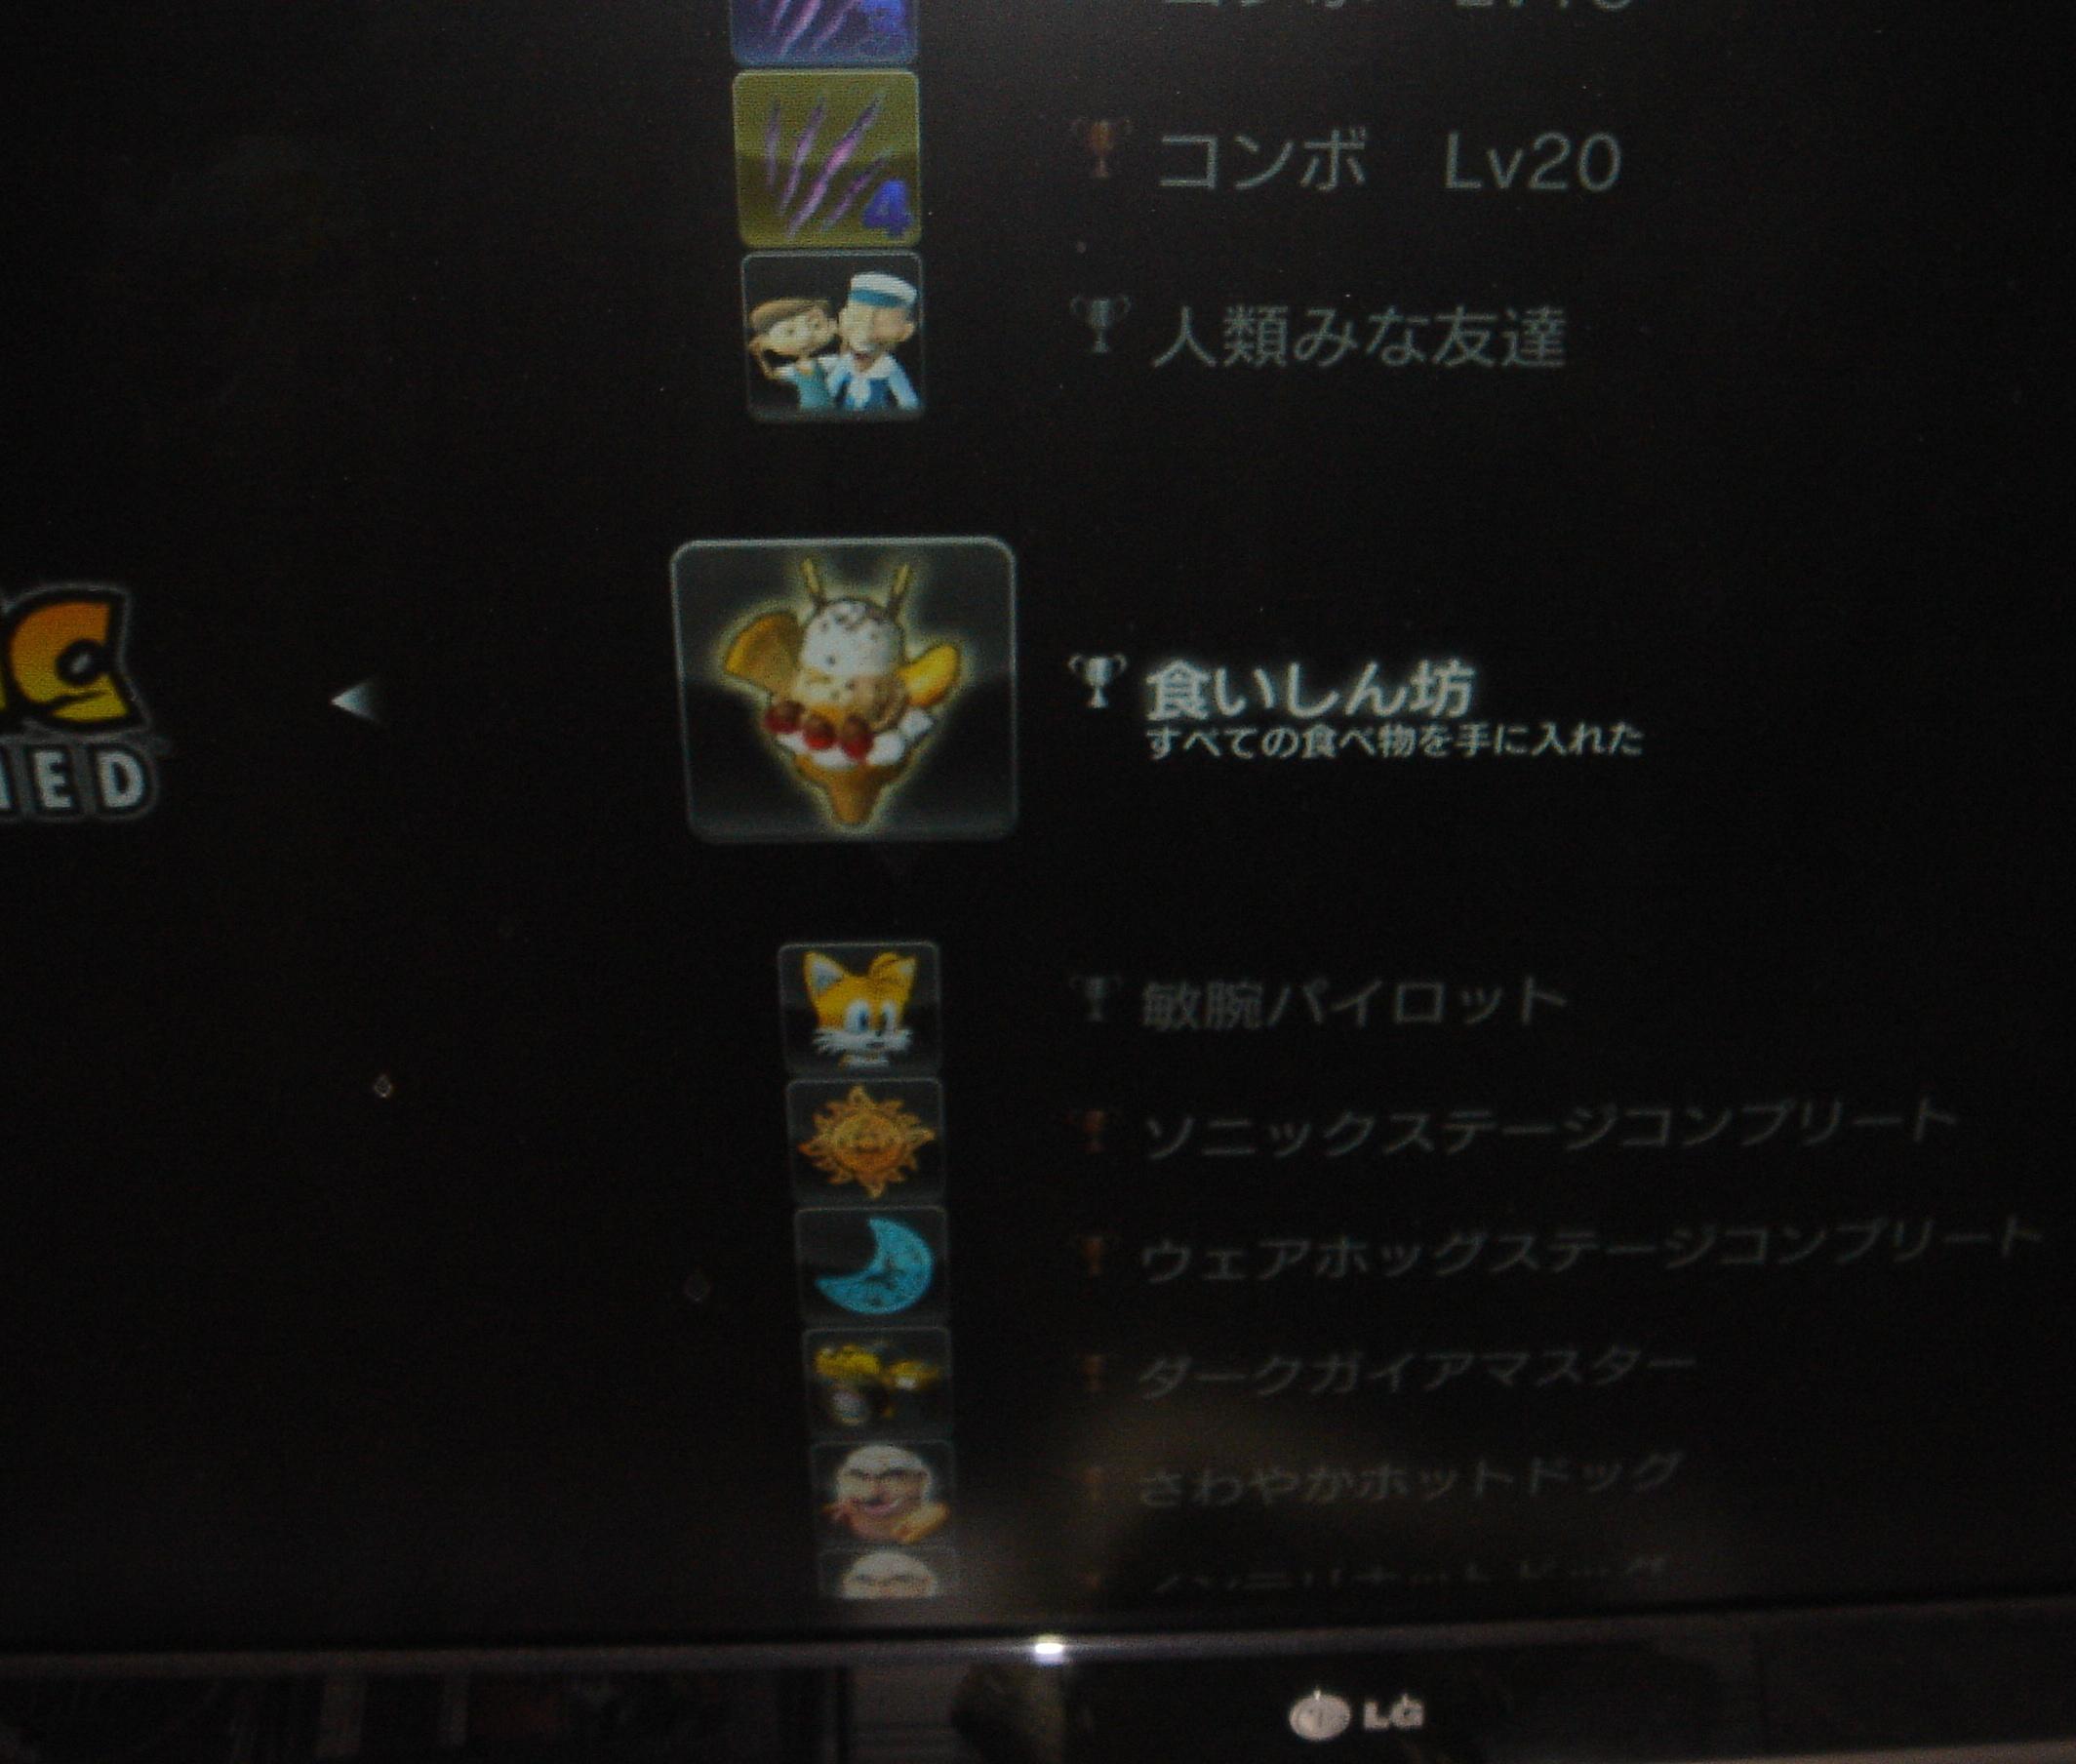 コンボ　Lv20
4
人類みな友達
食いしん坊
すべての食べ物を手に入れた
敏腕パイロット
ソニックステージコンプリート
ウェアホッグステージコンプリート
ダークガイアマスター
さわやかホットドッグ
LG